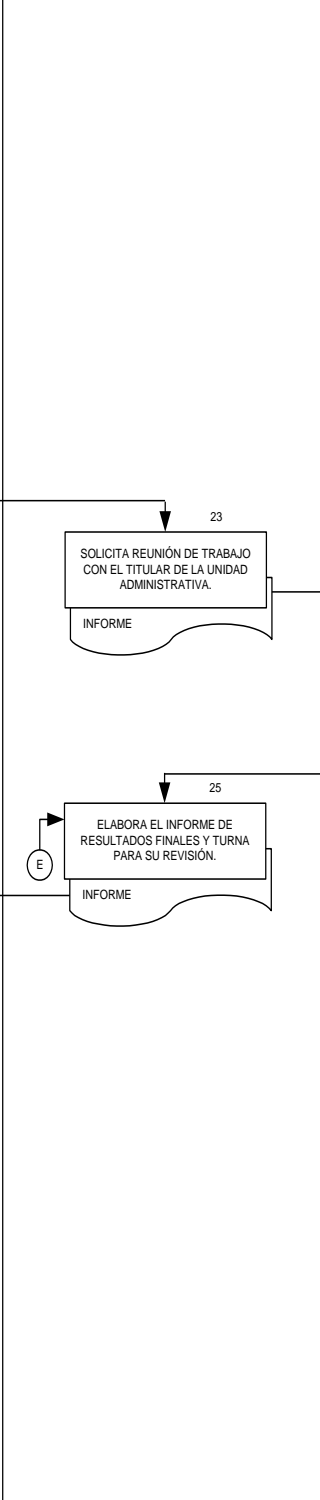 23
SOLICITA REUNIÓN DE TRABAJO
CON EL TITULAR DE LA UNIDAD
ADMINISTRATIVA.
INFORME
25
ELABORA EL INFORME DE
RESULTADOS FINALES Y TURNA
PARA SU REVISIÓN.
E
INFORME